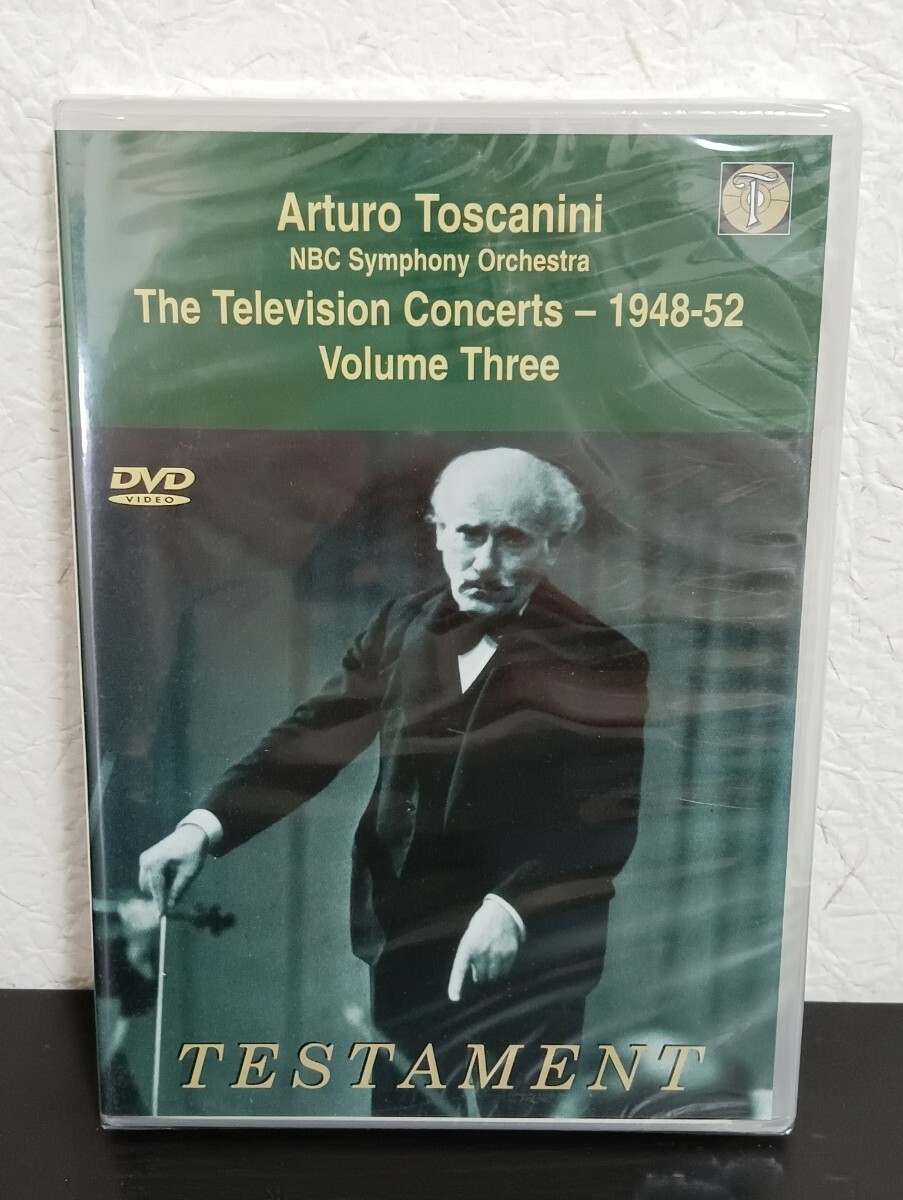 Arturo Toscanini
NBC Symphony Orchestra
The Television Concerts – 1948-52
Volume Three
DVD
VIDEO
TESTAMENT